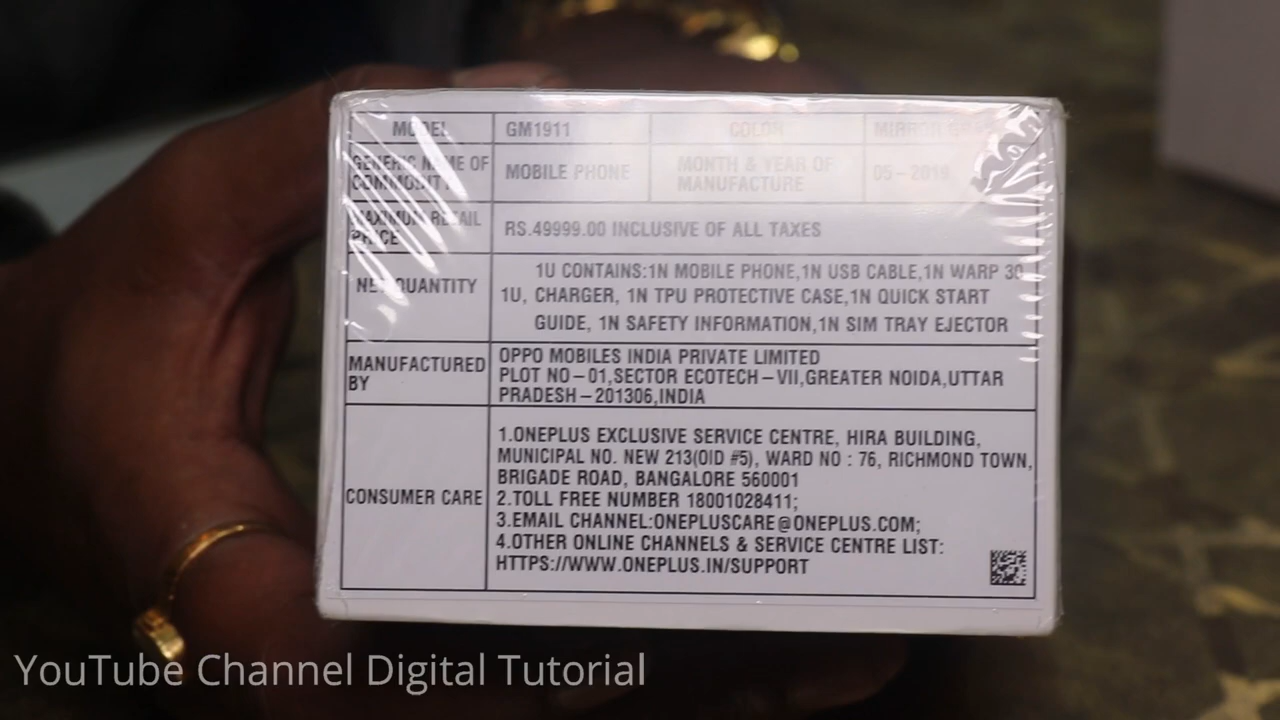 MODEL GM1911 COLOR MIRROR GRAY
GENERIC NAME OF MOBILE PHONE MONTH & YEAR OF 05-2019
COMMODITY MANUFACTURE
MAXIMUM RETAIL RS.49999.00 INCLUSIVE OF ALL TAXES
PRICE
NET QUANTITY 1U CONTAINS:1N MOBILE PHONE,1N USB CABLE,1N WARP 30
1U, CHARGER, 1N TPU PROTECTIVE CASE,1N QUICK START
GUIDE, 1N SAFETY INFORMATION,1N SIM TRAY EJECTOR
MANUFACTURED OPPO MOBILES INDIA PRIVATE LIMITED
BY PLOT NO-01,SECTOR ECOTECH-VII,GREATER NOIDA,UTTAR
PRADESH-201306,INDIA
CONSUMER CARE 1.ONEPLUS EXCLUSIVE SERVICE CENTRE, HIRA BUILDING,
MUNICIPAL NO. NEW 213(OID #5), WARD NO : 76, RICHMOND TOWN,
BRIGADE ROAD, BANGALORE 560001
2.TOLL FREE NUMBER 18001028411;
3.EMAIL CHANNEL:ONEPLUSCARE@ONEPLUS.COM;
4.OTHER ONLINE CHANNELS & SERVICE CENTRE LIST:
HTTPS://WWW.ONEPLUS.IN/SUPPORT
YouTube Channel Digital Tutorial